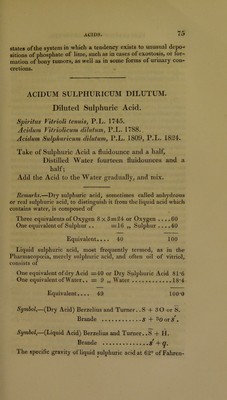 ACIDS. 75
states of the system in which a tendency exists to unusual depo-
sitions of phosphate of lime, such as in cases of exostosis, or for-
mation of bony tumors, as well as in some forms of urinary con-
cretions.
ACIDUM SULPHURICUM DILUTUM.
Diluted Sulphuric Acid.
Spiritus Vitrioli tenuis, P.L. 1745.
Acidum Vitriolicum dilutum, P.L. 1788.
Acidum Sulphuricum dilutum, P.L. 1809, P.L. 1824.
Take of Sulphuric Acid a fluidounce and a half,
Distilled Water fourteen fluidounces and a
half;
Add the Acid to the Water gradually, and mix.
Remarks.—Dry sulphuric acid, sometimes called anhydrous
or real sulphuric acid, to distinguish it from the liquid acid which
contains water, is composed of
Three equivalents of Oxygen 8 × 3=24 or Oxygen .... 60
One equivalent of Sulphur .. =16 „ Sulphur .... 40
Equivalent.... 40 100
Liquid sulphuric acid, most frequently termed, as in the
Pharmacopœia, merely sulphuric acid, and often oil of vitriol,
consists of
One equivalent of dry Acid =40 or Dry Sulphuric Acid 81·6
One equivalent of Water.. = 9 „ Water ............. 18·4
Equivalent.... 49 100·0
Symbol,—(Dry Acid) Berzelius and Turner..S + 3O or S.
Brande ............
Symbol,—(Liquid Acid) Berzelius and Turner..S + H.
Brande ............
The specific gravity of liquid sulphuric acid at 62° of Fahren-